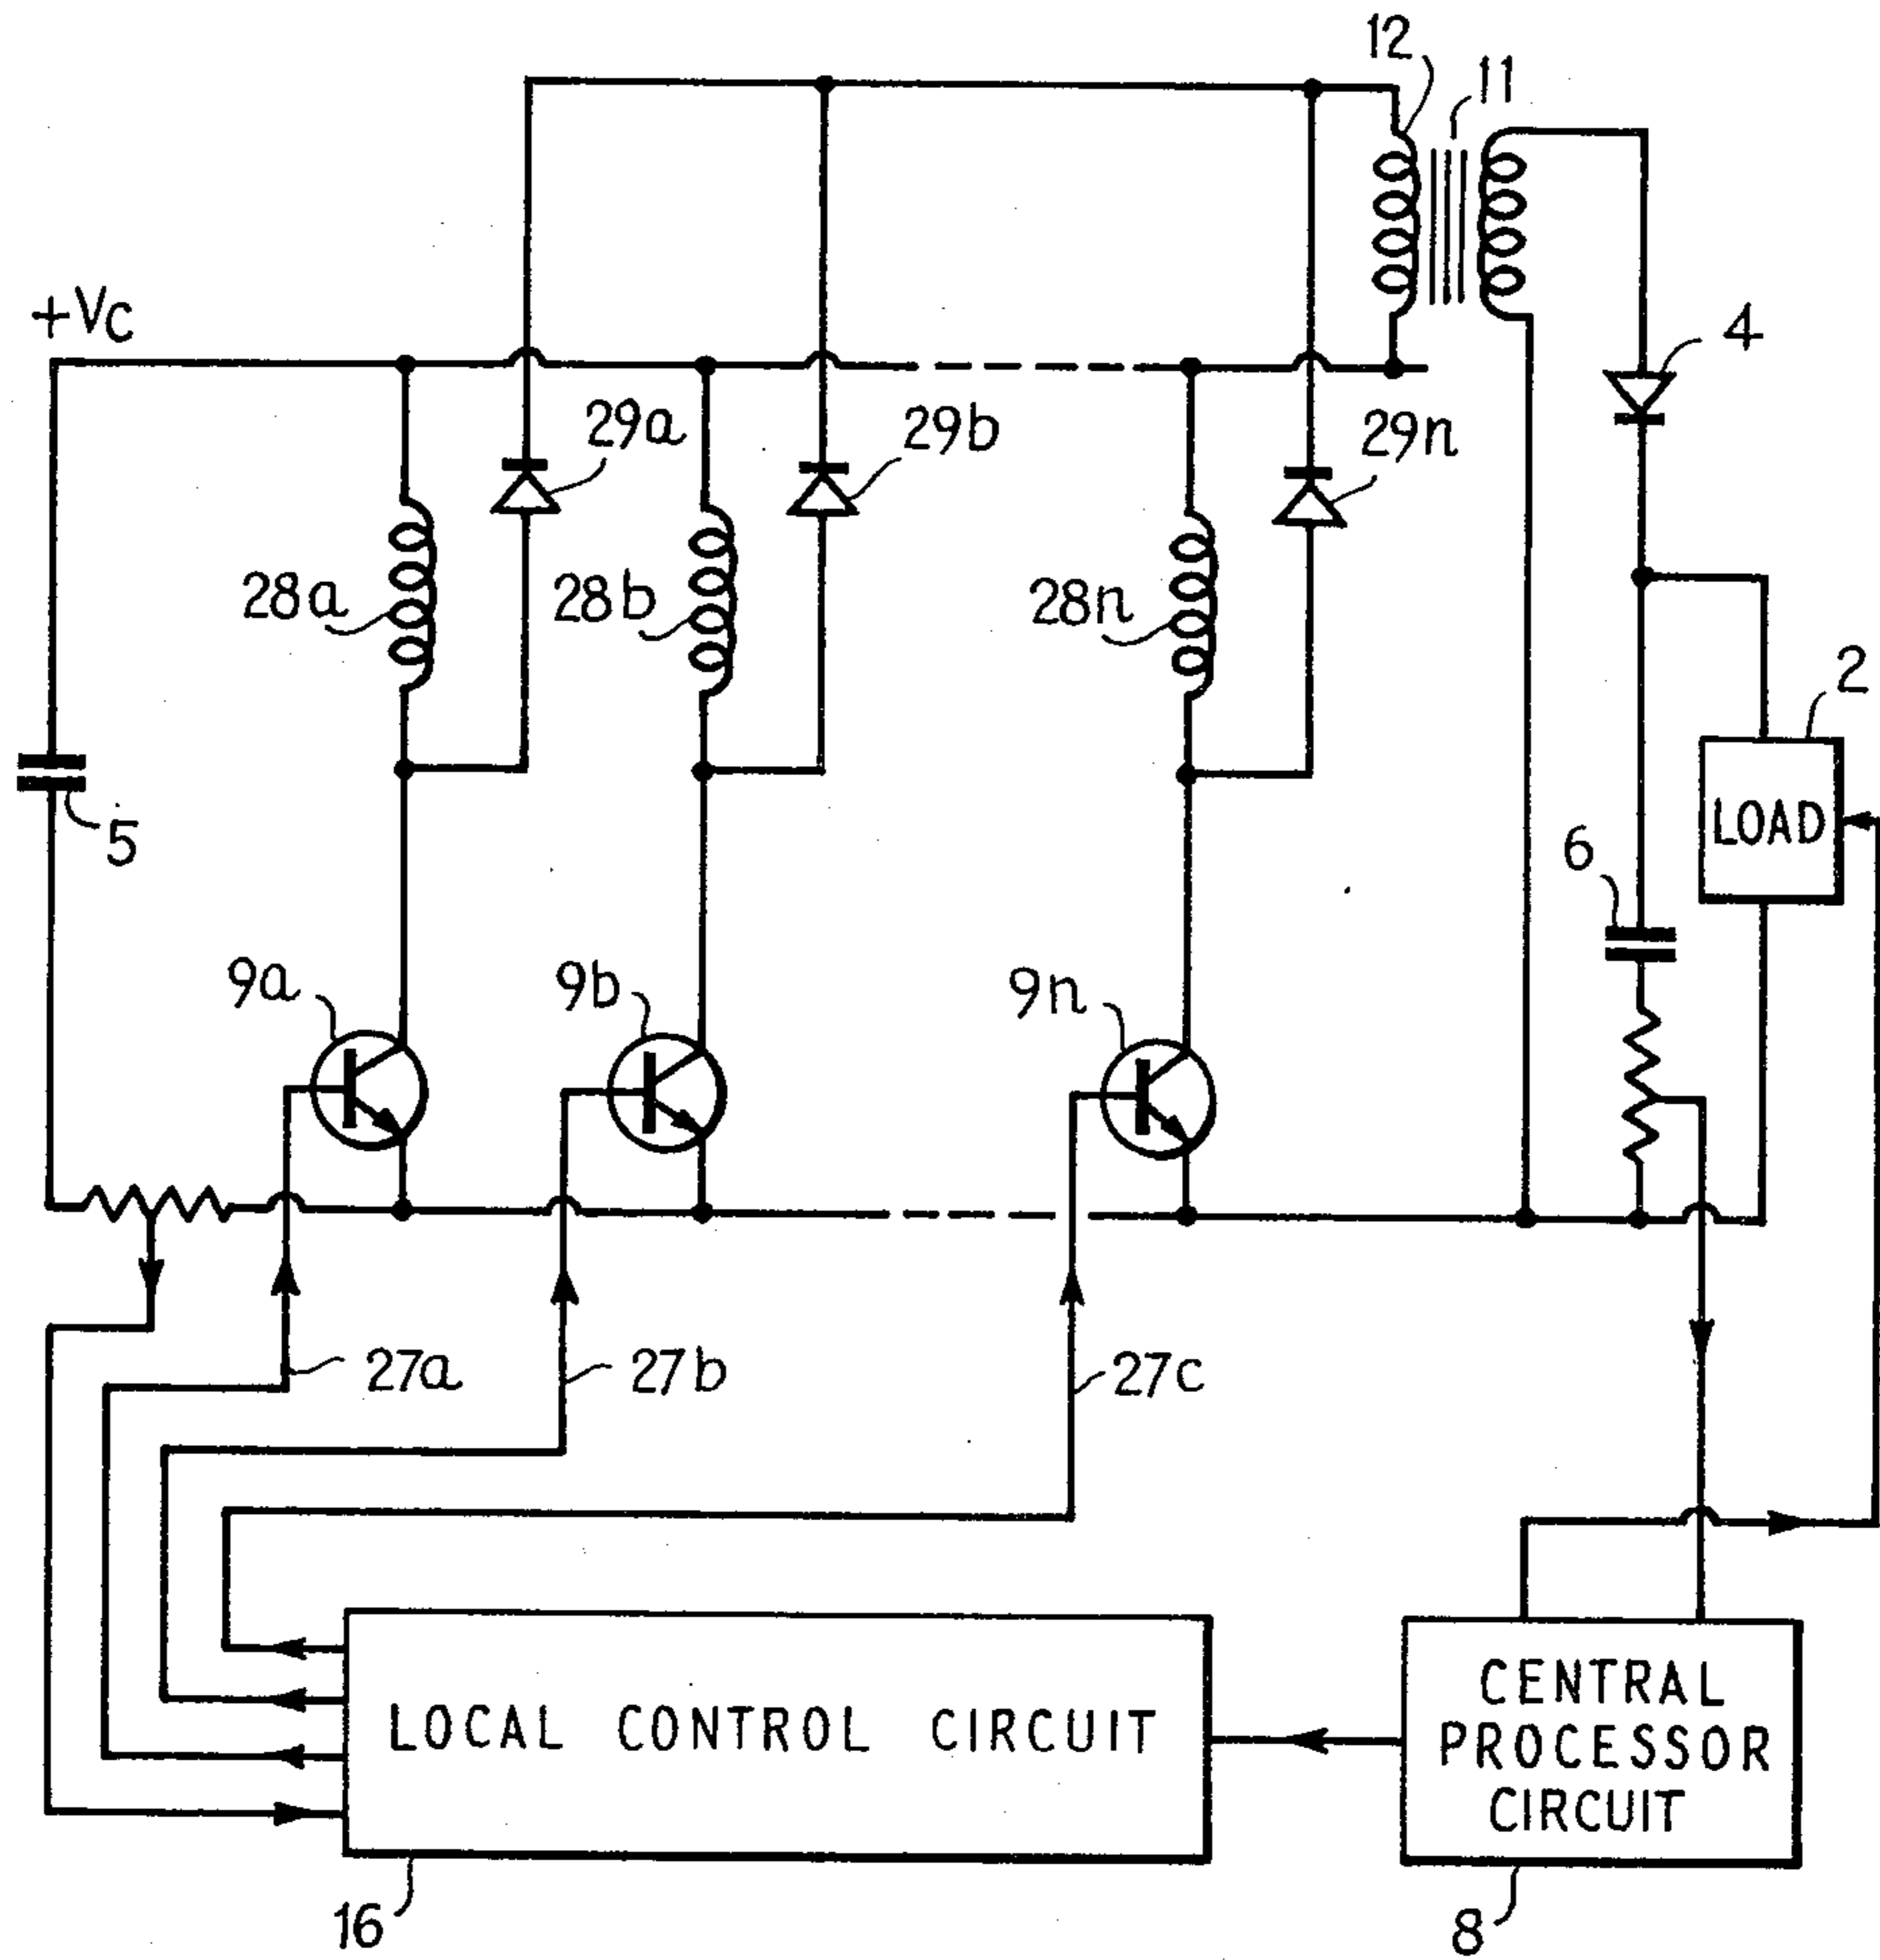 12
11
+Vc
4
29a
29b
29n
28a
28b
28n
2
LOAD
5
6
9a
9b
9n
27a
27b
27c
LOCAL CONTROL CIRCUIT
CENTRAL
PROCESSOR
CIRCUIT
16
8